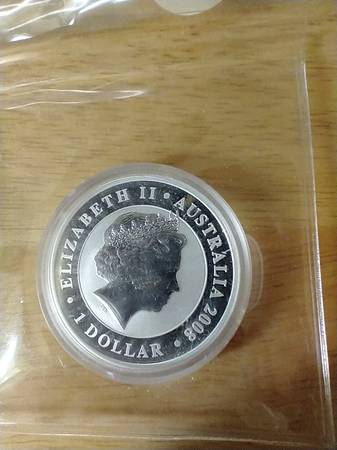 ELIZABETH II • AUSTRALIA 2008 •
1 DOLLAR •